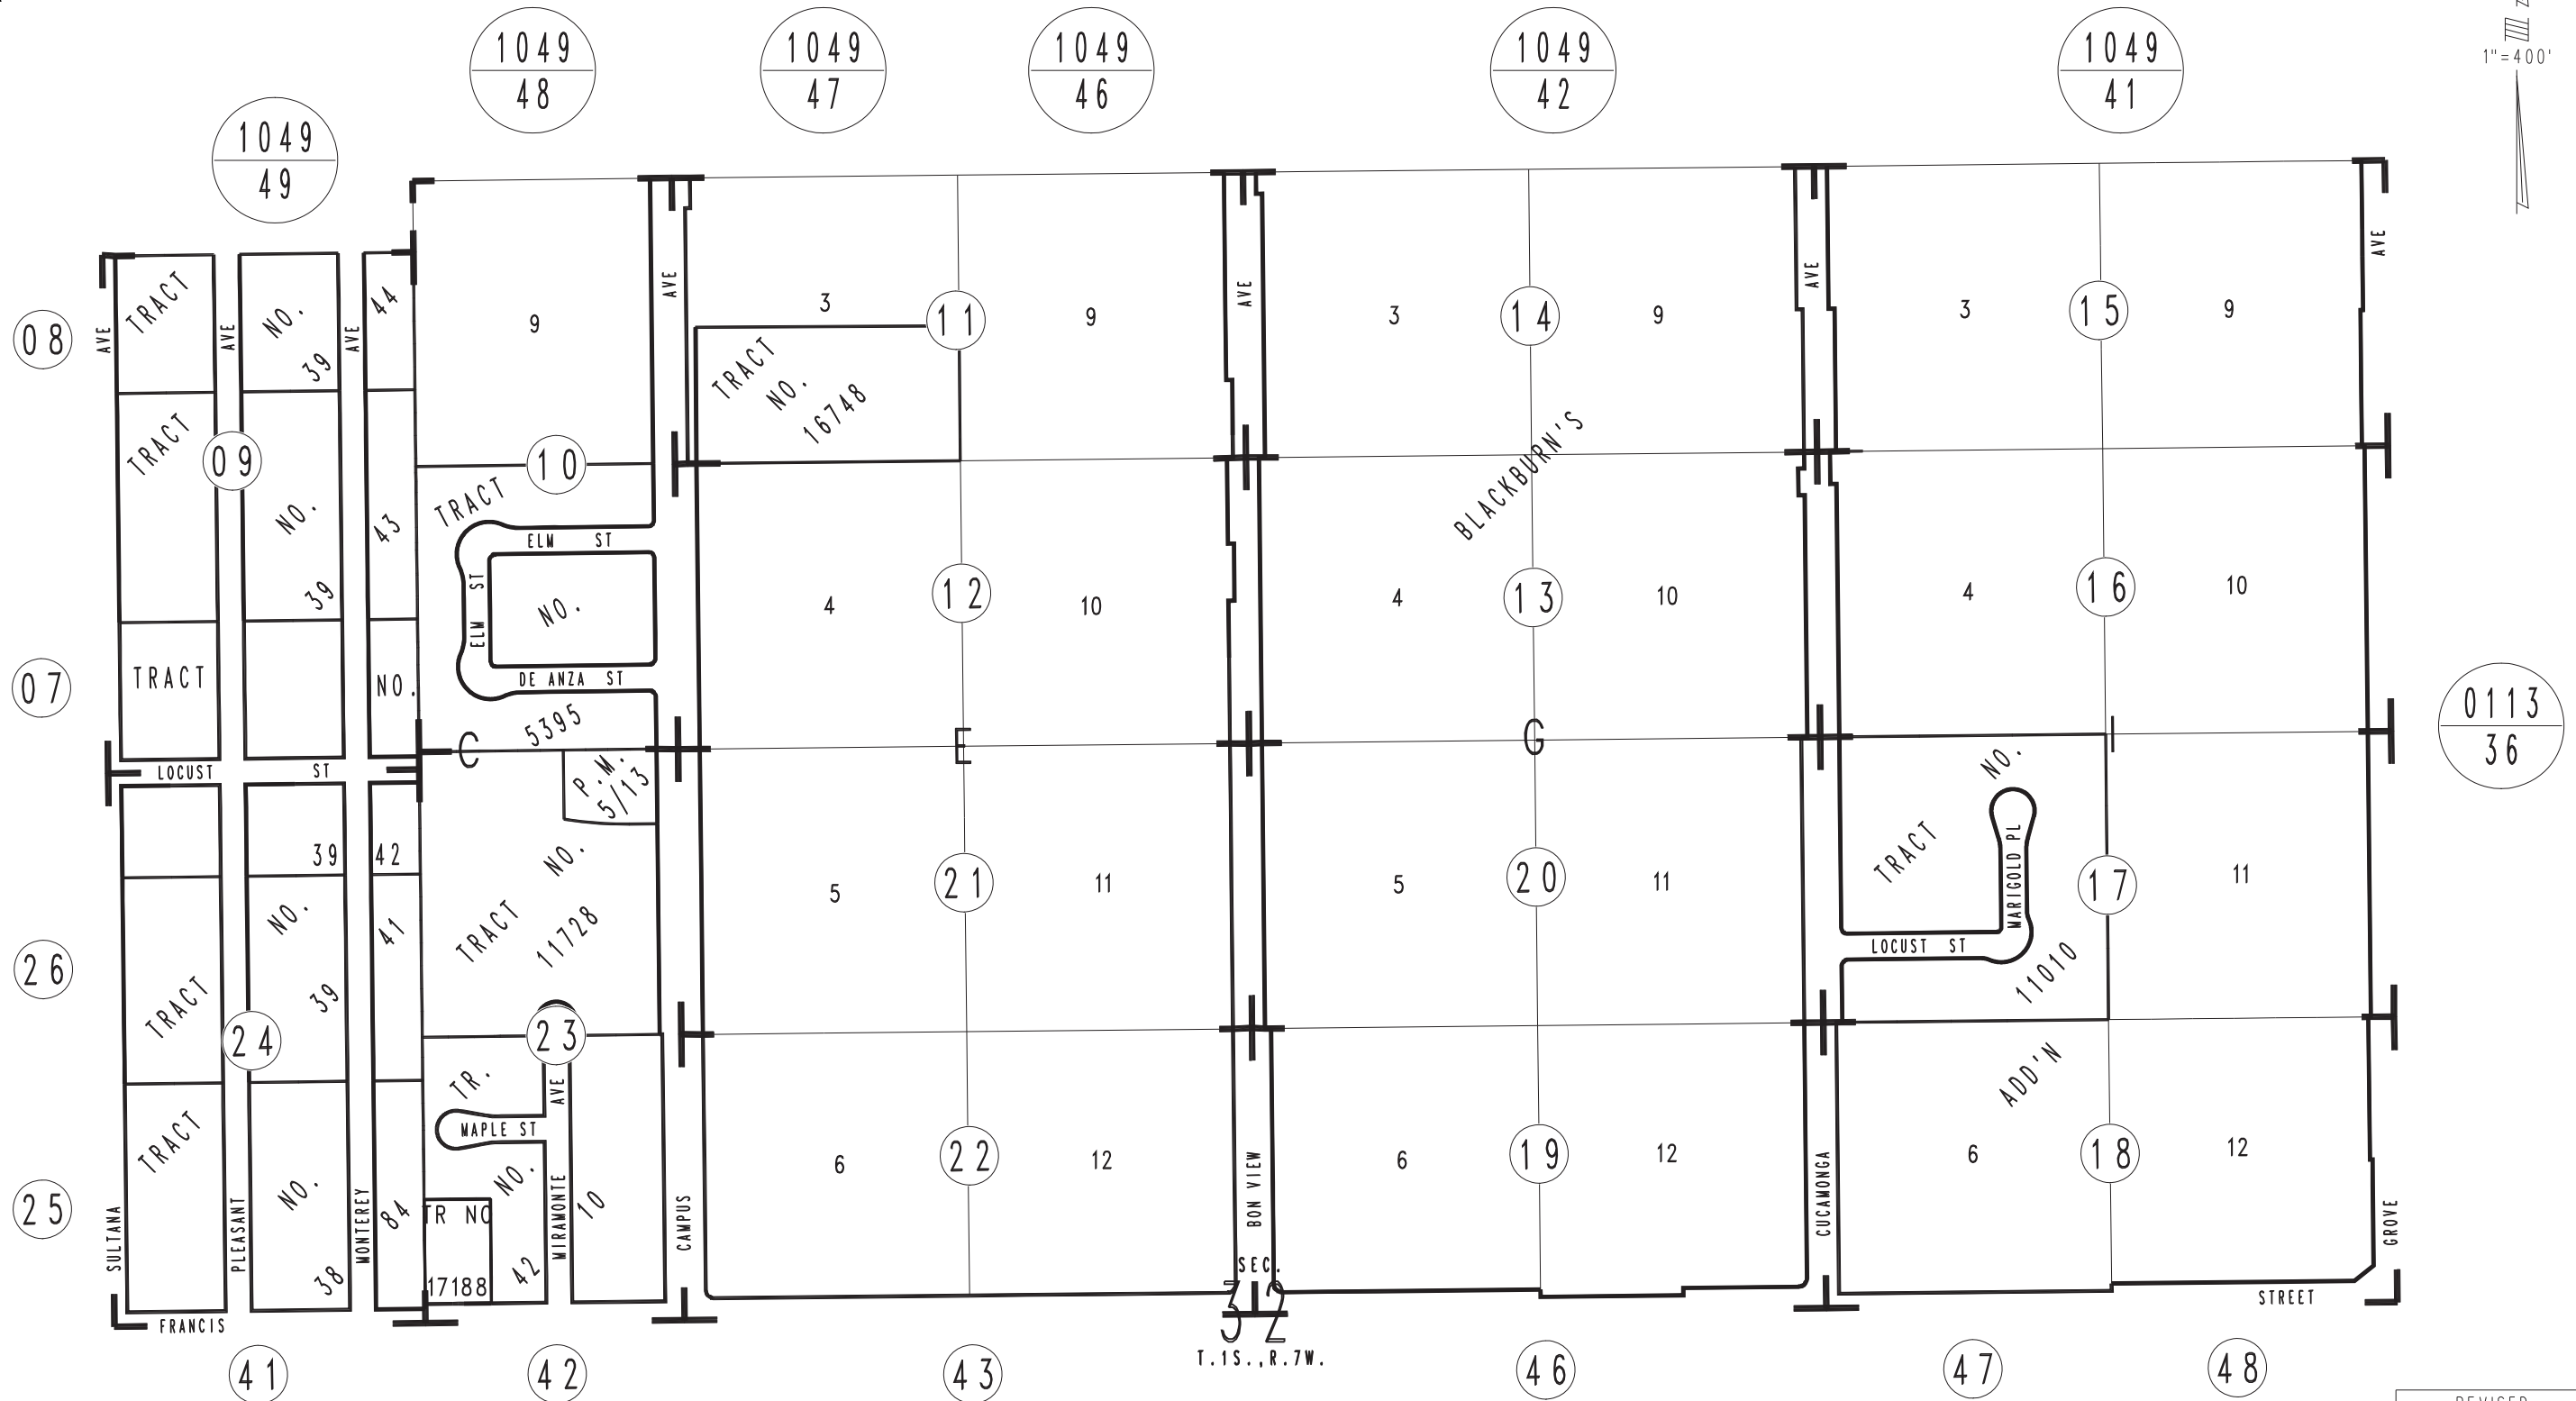 1049
48
1049
47
1049
46
1049
42
1049
41
1"=400'
1049
49
AVE
TRACT
AVE
NO.
39
AVE
44
9
AVE
3
11
9
AVE
3
14
9
AVE
3
15
9
AVE
08
TRACT
NO.
16748
TRACT
09
NO.
39
43
10
TRACT
BLACKBURN'S
ELM ST
ELM ST
NO.
DE ANZA ST
5395
4
12
10
4
13
10
4
16
10
07
TRACT
NO.
0113
36
C
E
G
I
LOCUST ST
P.M.
5/13
NO.
TRACT
MARIGOLD PL
LOCUST ST
11010
39
42
NO.
TRACT
11728
5
21
11
5
20
11
17
11
26
NO.
39
41
TRACT
24
23
ADD'N
TR.
AVE
MAPLE ST
NO.
TRACT
NO.
38
84
TR NO
17188
42
10
6
22
12
6
19
12
6
18
12
25
SULTANA
PLEASANT
MONTEREY
MIRAMONTE
CAMPUS
BON VIEW
CUCAMONGA
GROVE
SEC.
32
T.1S.,R.7W.
FRANCIS
STREET
41
42
43
46
47
48
REVISED